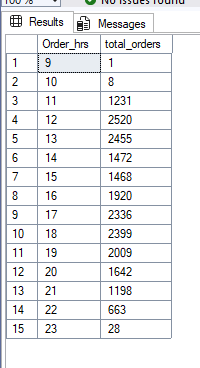 100 %
No issues found
Results Messages
Order_hrs total_orders
1 9 1
2 10 8
3 11 1231
4 12 2520
5 13 2455
6 14 1472
7 15 1468
8 16 1920
9 17 2336
10 18 2399
11 19 2009
12 20 1642
13 21 1198
14 22 663
15 23 28